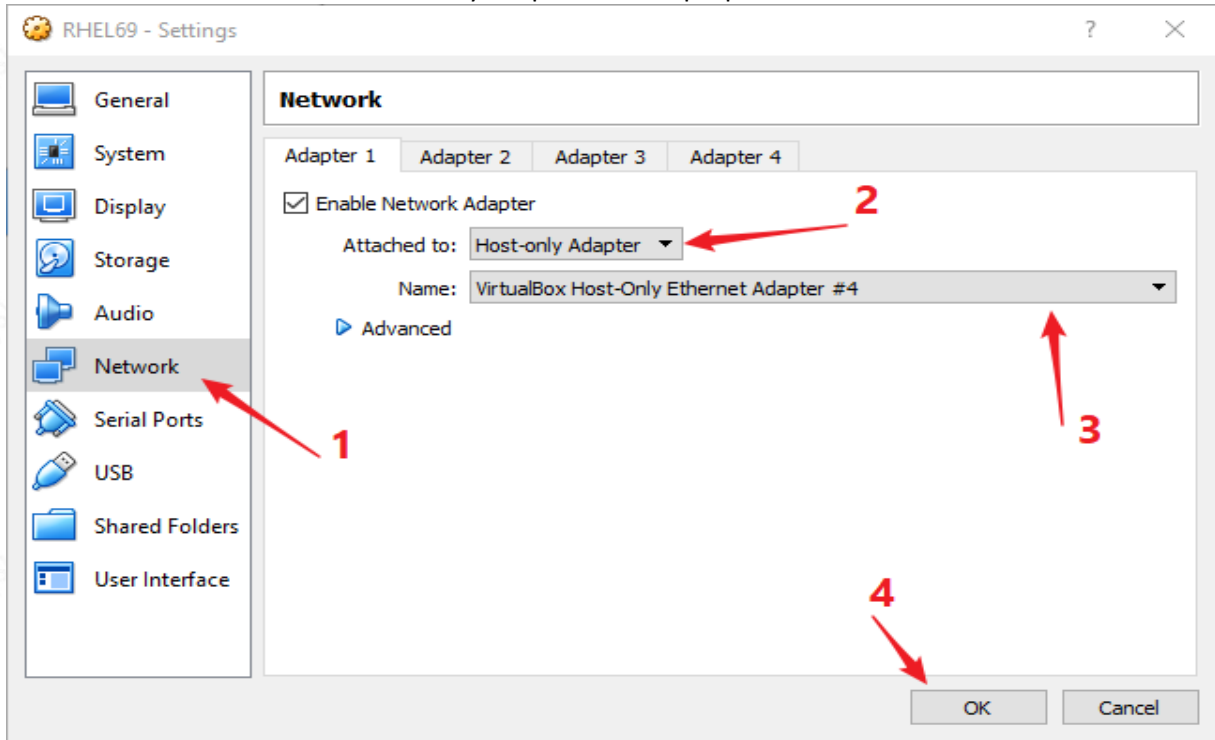 RHEL69 - Settings
?
General
System
Display
Storage
Audio
Network
Serial Ports
USB
Shared Folders
User Interface
Network
Adapter 1 Adapter 2 Adapter 3 Adapter 4
Enable Network Adapter
Attached to: Host-only Adapter
Name: VirtualBox Host-Only Ethernet Adapter #4
Advanced
1
2
3
4
OK Cancel